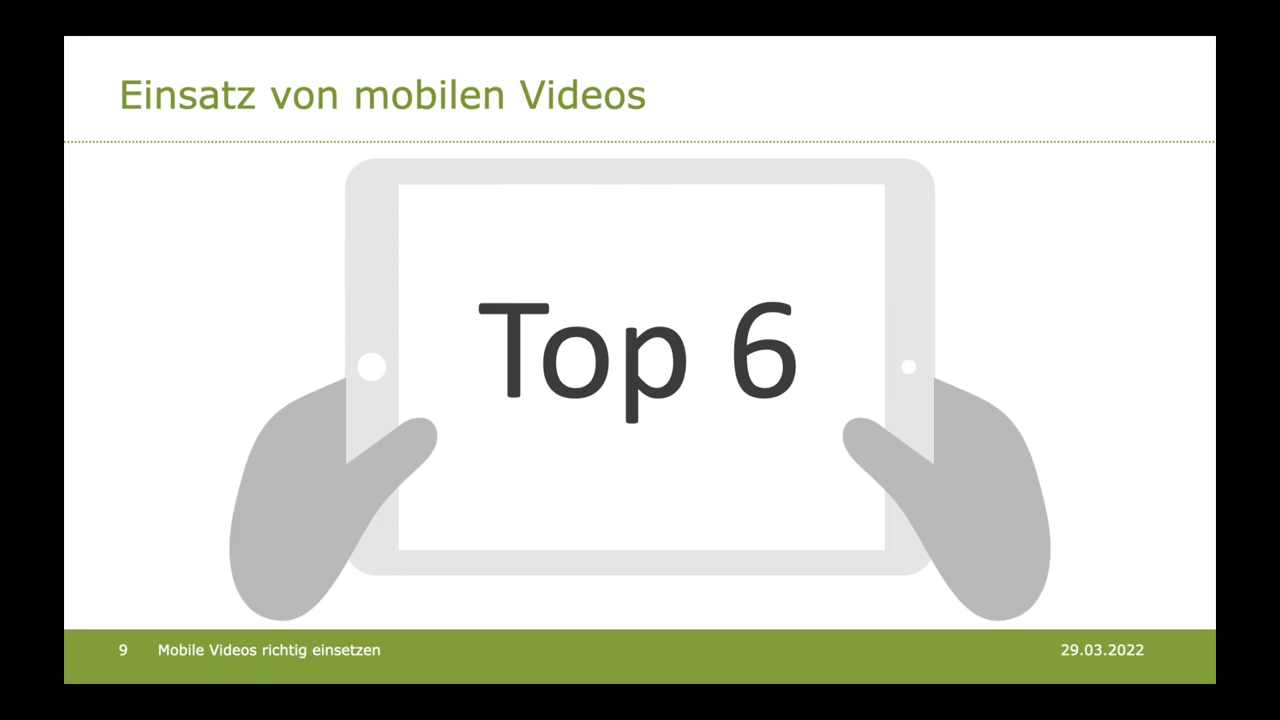 Einsatz von mobilen Videos
Top 6
9 Mobile Videos richtig einsetzen 29.03.2022